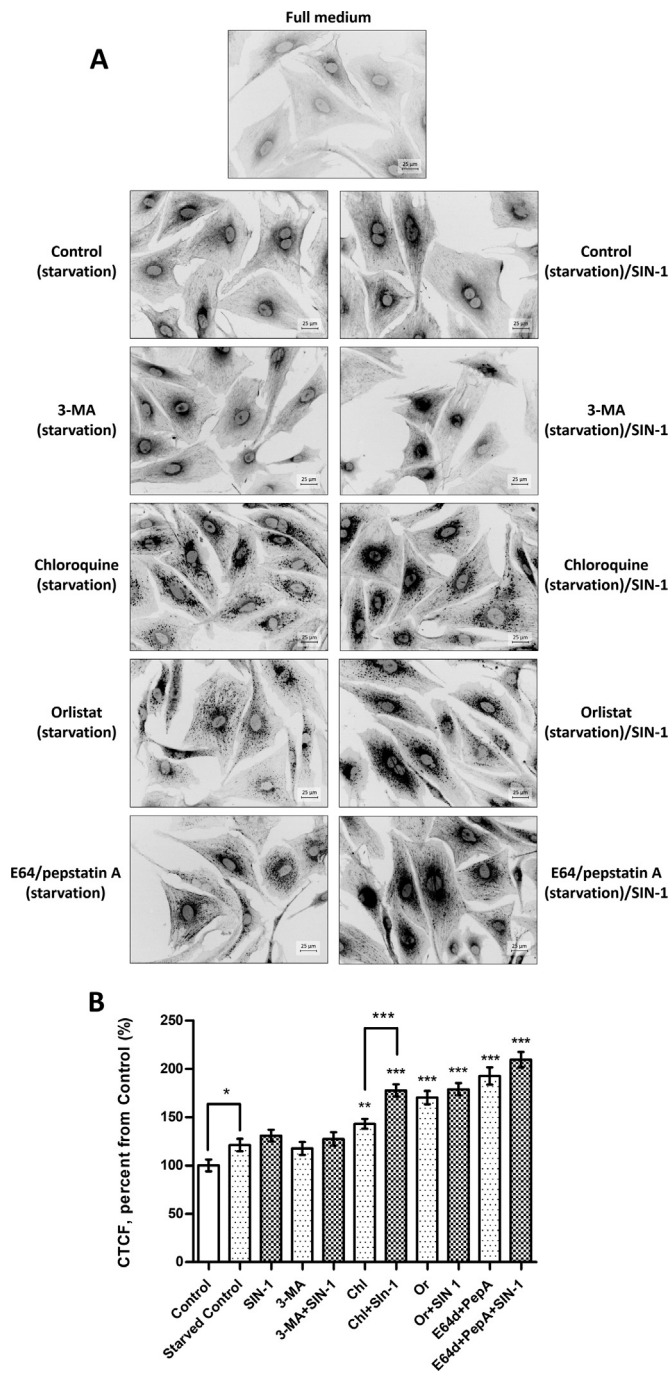 Full medium
A
25 µm
Control
(starvation)
25 µm
25 µm
Control
(starvation)/SIN-1
3-MA
(starvation)
25 µm
25 µm
3-MA
(starvation)/SIN-1
Chloroquine
(starvation)
25 µm
25 µm
Chloroquine
(starvation)/SIN-1
Orlistat
(starvation)
25 µm
25 µm
Orlistat
(starvation)/SIN-1
E64/pepstatin A
(starvation)
25 µm
25 µm
E64/pepstatin A
(starvation)/SIN-1
B
CTCF, percent from Control (%)
250
200
150
100
50
0
*
**
***
***
***
***
***
***
Control
Starved Control
SIN-1
3-MA
3-MA+SIN-1
Chl
Chl+SIn-1
Or
Or+SIN 1
E64d+PepA
E64d+PepA+SIN-1